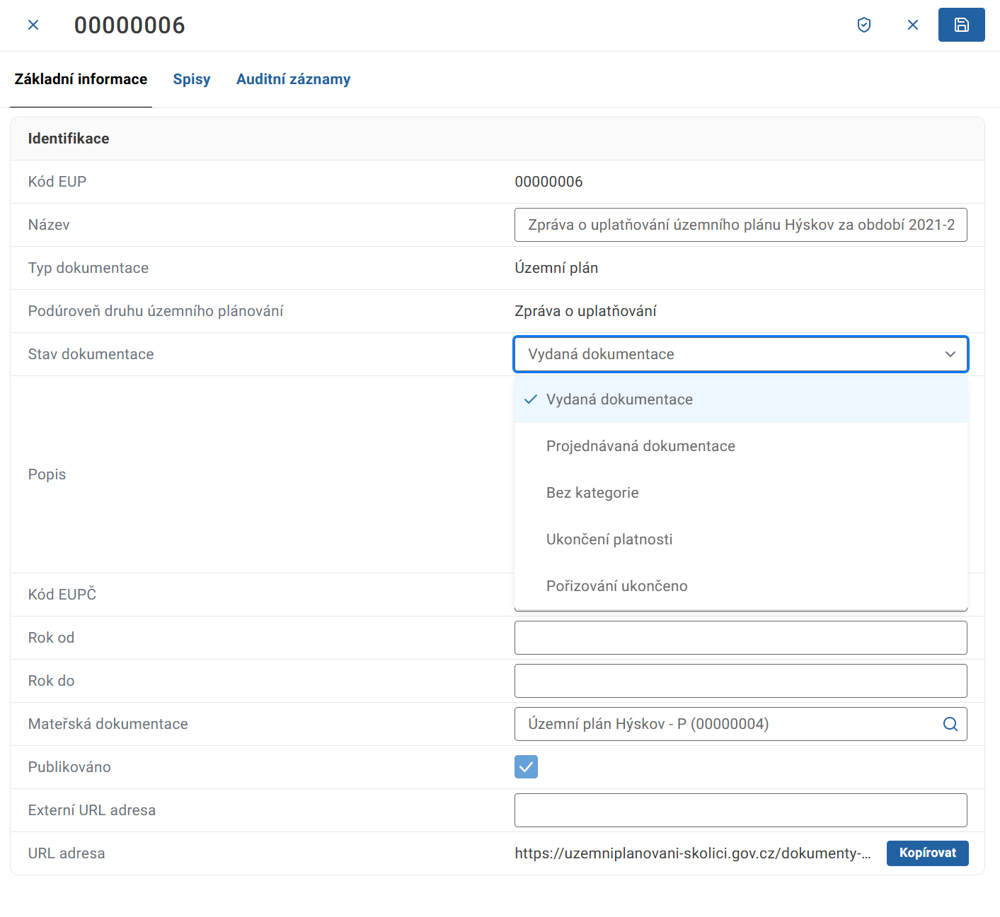 00000006
Základní informace
Spisy
Auditní záznamy
Identifikace
Kód EUP
00000006
Název
Zpráva o uplatňování územního plánu Hýskov za období 2021-2
Typ dokumentace
Územní plán
Podúroveň druhu územního plánování
Zpráva o uplatňování
Stav dokumentace
Vydaná dokumentace
Vydaná dokumentace
Projednávaná dokumentace
Bez kategorie
Ukončení platnosti
Pořizování ukončeno
Popis
Kód EUPČ
Rok od
Rok do
Mateřská dokumentace
Územní plán Hýskov - P (00000004)
Publikováno
Externí URL adresa
URL adresa
https://uzemniplanovani-skolici.gov.cz/dokumenty-...
Kopírovat